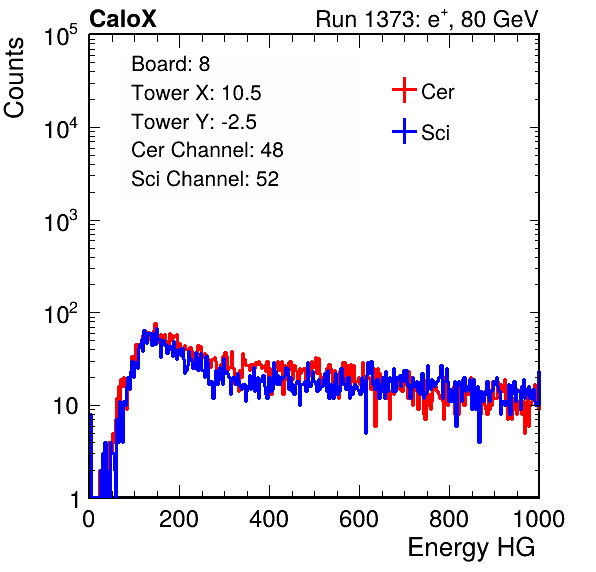 CaloX Run 1373: e⁺, 80 GeV
Counts
Board: 8
Tower X: 10.5
Tower Y: -2.5
Cer Channel: 48
Sci Channel: 52
Cer
Sci
10⁵
10⁴
10³
10²
10
1
0 200 400 600 800 1000
Energy HG